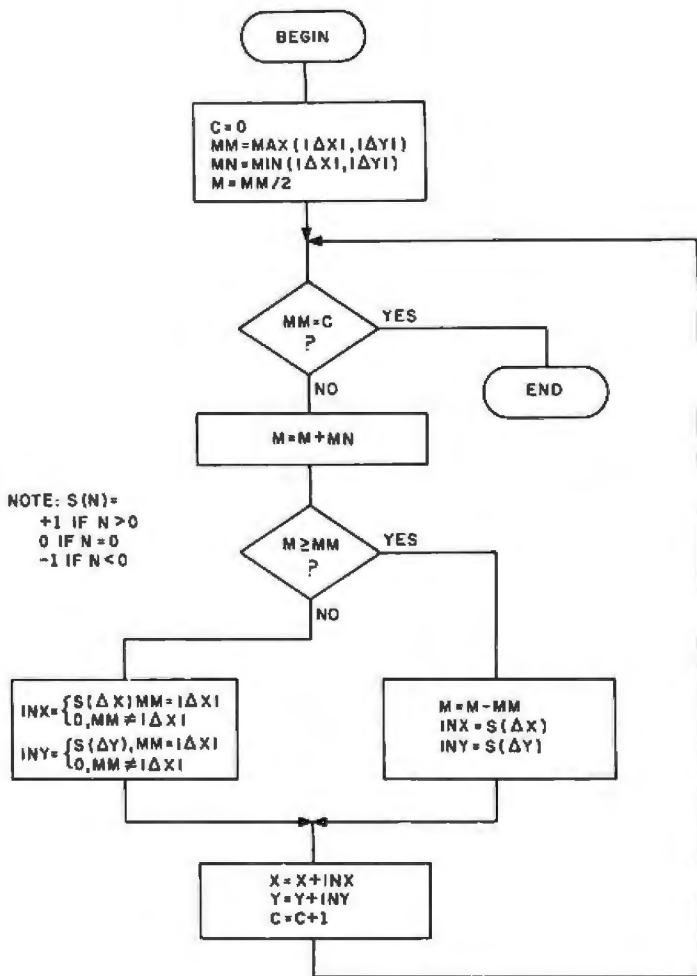 BEGIN
C=0
MM=MAX(|ΔX|,|ΔY|)
MN=MIN(|ΔX|,|ΔY|)
M=MM/2
MM=C
?
YES
NO
END
M=M+MN
NOTE: S(N)=
+1 IF N>0
0 IF N=0
-1 IF N<0
M≥MM
?
YES
NO
INX={S(ΔX)MM=|ΔX|
0,MM≠|ΔX|
INY={S(ΔY),MM=|ΔX|
0,MM≠|ΔX|
M=M-MM
INX=S(ΔX)
INY=S(ΔY)
X=X+INX
Y=Y+INY
C=C+1